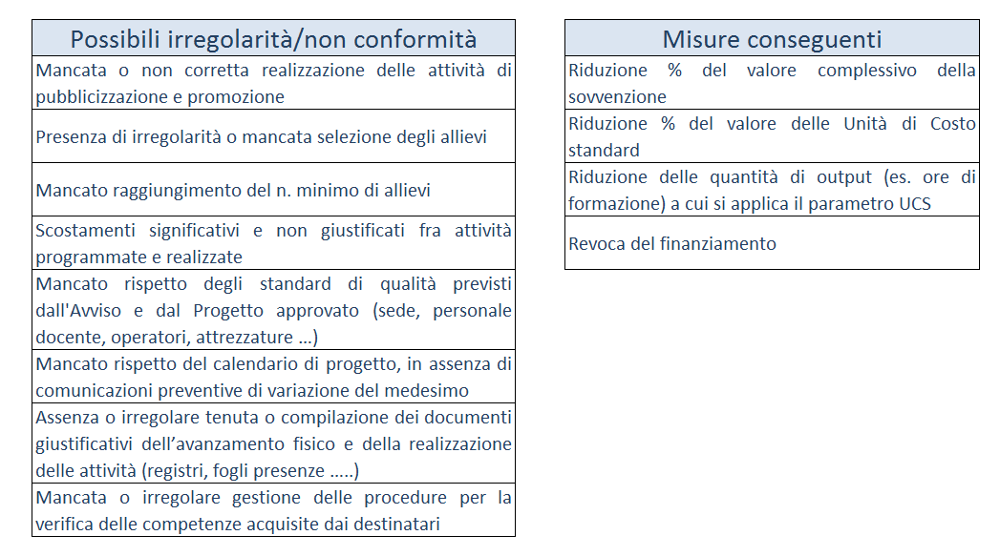 Possibili irregolarità/non conformità
Mancata o non corretta realizzazione delle attività di
pubblicizzazione e promozione
Presenza di irregolarità o mancata selezione degli allievi
Mancato raggiungimento del n. minimo di allievi
Scostamenti significativi e non giustificati fra attività
programmate e realizzate
Mancato rispetto degli standard di qualità previsti
dall'Avviso e dal Progetto approvato (sede, personale
docente, operatori, attrezzature ...)
Mancato rispetto del calendario di progetto, in assenza di
comunicazioni preventive di variazione del medesimo
Assenza o irregolare tenuta o compilazione dei documenti
giustificativi dell’avanzamento fisico e della realizzazione
delle attività (registri, fogli presenze .....)
Mancata o irregolare gestione delle procedure per la
verifica delle competenze acquisite dai destinatari
Misure conseguenti
Riduzione % del valore complessivo della
sovvenzione
Riduzione % del valore delle Unità di Costo
standard
Riduzione delle quantità di output (es. ore di
formazione) a cui si applica il parametro UCS
Revoca del finanziamento